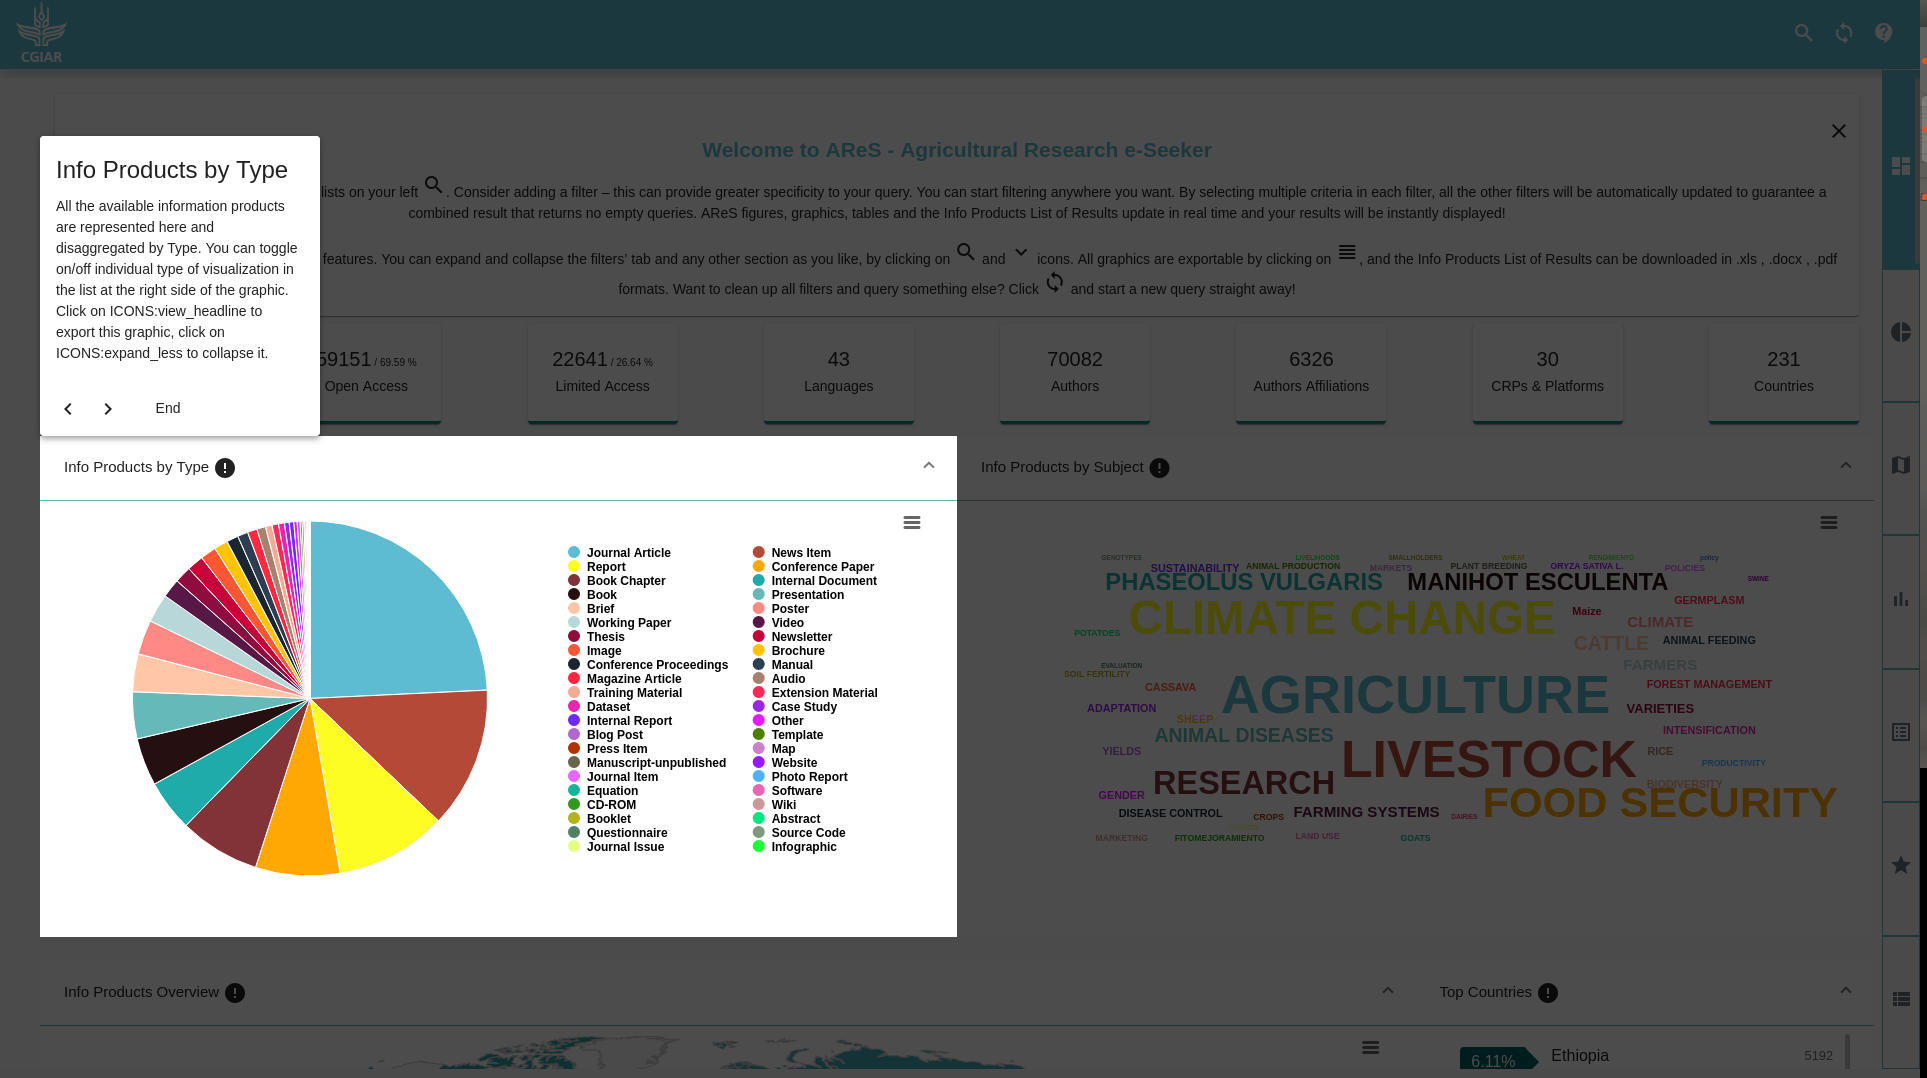 CGIAR
Welcome to AReS - Agricultural Research e-Seeker
lists on your left . Consider adding a filter – this can provide greater specificity to your query. You can start filtering anywhere you want. By selecting multiple criteria in each filter, all the other filters will be automatically updated to guarantee a
combined result that returns no empty queries. AReS figures, graphics, tables and the Info Products List of Results update in real time and your results will be instantly displayed!
features. You can expand and collapse the filters' tab and any other section as you like, by clicking on and icons. All graphics are exportable by clicking on , and the Info Products List of Results can be downloaded in .xls , .docx , .pdf
formats. Want to clean up all filters and query something else? Click and start a new query straight away!
Info Products by Type
All the available information products
are represented here and
disaggregated by Type. You can toggle
on/off individual type of visualization in
the list at the right side of the graphic.
Click on ICONS:view_headline to
export this graphic, click on
ICONS:expand_less to collapse it.
End
59151 / 69.59 %
Open Access
22641 / 26.64 %
Limited Access
43
Languages
70082
Authors
6326
Authors Affiliations
30
CRPs & Platforms
231
Countries
Info Products by Type
Journal Article
Report
Book Chapter
Book
Brief
Working Paper
Thesis
Image
Conference Proceedings
Magazine Article
Training Material
Dataset
Internal Report
Blog Post
Press Item
Manuscript-unpublished
Journal Item
Equation
CD-ROM
Booklet
Questionnaire
Journal Issue
News Item
Conference Paper
Internal Document
Presentation
Poster
Video
Newsletter
Brochure
Manual
Audio
Extension Material
Case Study
Other
Template
Map
Website
Photo Report
Software
Wiki
Abstract
Source Code
Infographic
Info Products by Subject
GENOTYPES
LIVELIHOODS
SMALLHOLDERS
WHEAT
RENDIMIENTO
policy
SUSTAINABILITY
ANIMAL PRODUCTION
MARKETS
PLANT BREEDING
ORYZA SATIVA L.
POLICIES
SWINE
PHASEOLUS VULGARIS
MANIHOT ESCULENTA
GERMPLASM
CLIMATE CHANGE
Maize
CLIMATE
POTATOES
CATTLE
ANIMAL FEEDING
EVALUATION
FARMERS
SOIL FERTILITY
CASSAVA
AGRICULTURE
FOREST MANAGEMENT
ADAPTATION
VARIETIES
SHEEP
ANIMAL DISEASES
INTENSIFICATION
YIELDS
LIVESTOCK
RICE
PRODUCTIVITY
RESEARCH
BIODIVERSITY
GENDER
FOOD SECURITY
DISEASE CONTROL
CROPS
FARMING SYSTEMS
DAIRIES
MARKETING
FITOMEJORAMIENTO
LAND USE
GOATS
Info Products Overview
Top Countries
6.11%
Ethiopia
5192